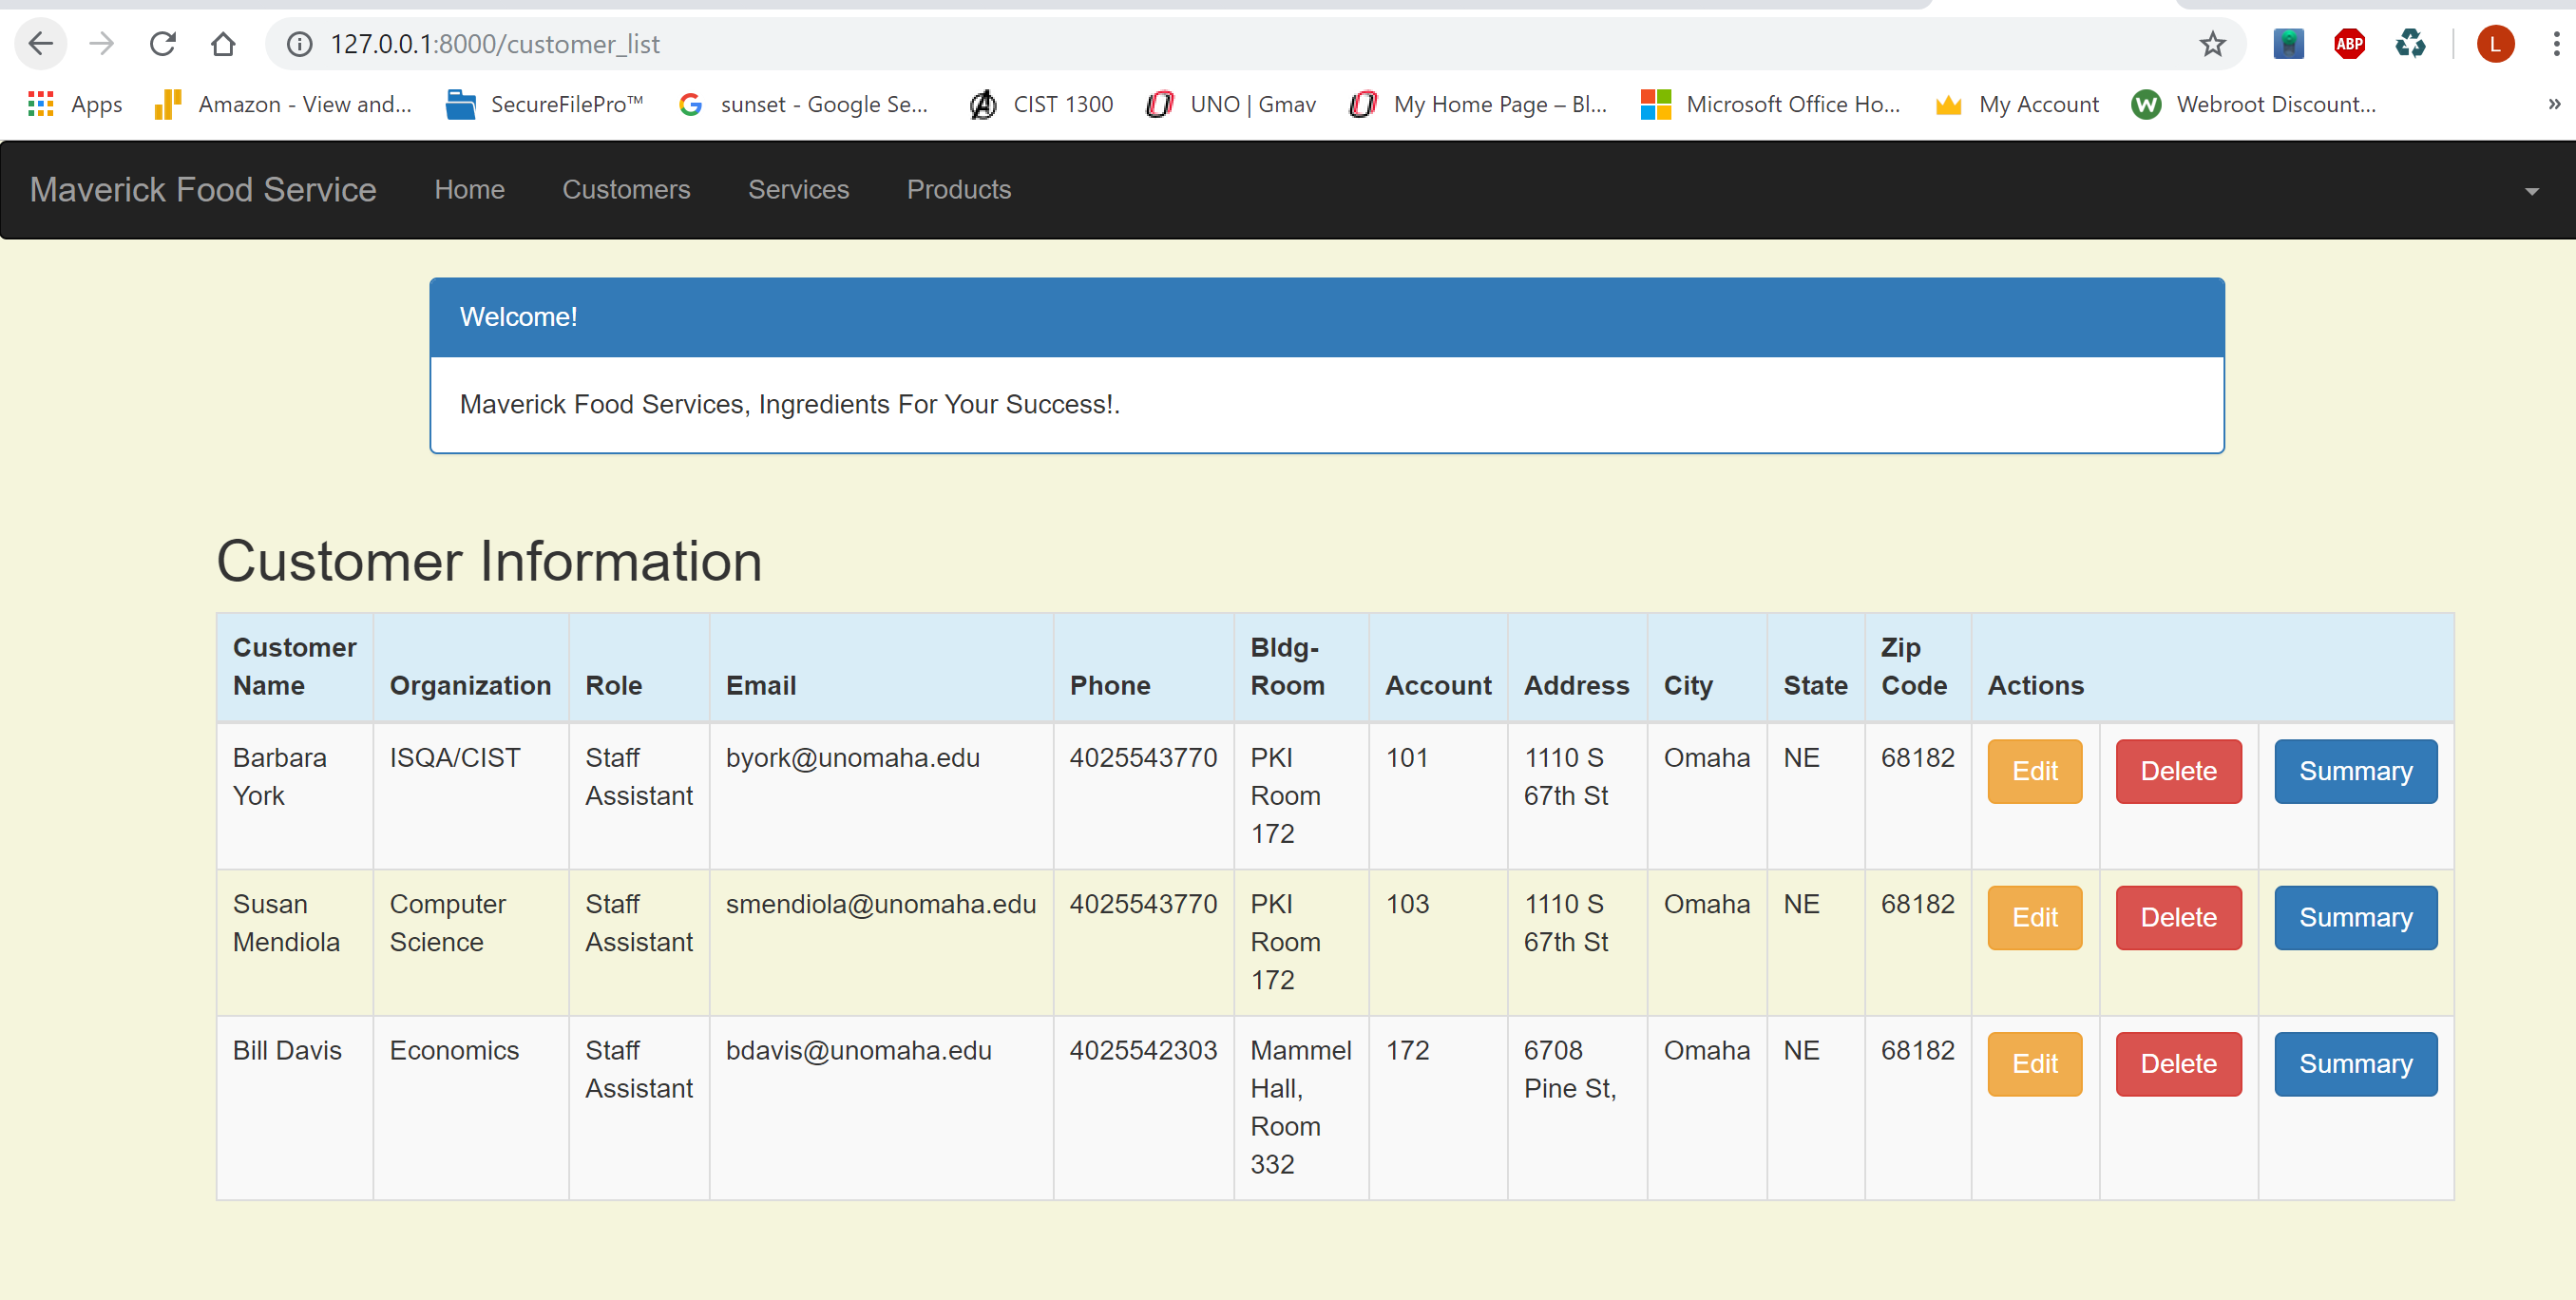 127.0.0.1:8000/customer_list
ABP
L
Apps
Amazon - View and...
SecureFilePro™
sunset - Google Se...
CIST 1300
UNO | Gmav
My Home Page – Bl...
Microsoft Office Ho...
My Account
W
Webroot Discount...
»
Maverick Food Service
Home
Customers
Services
Products
Welcome!
Maverick Food Services, Ingredients For Your Success!.
Customer Information
Customer Name Organization Role Email Phone Bldg-Room Account Address City State Zip Code Actions
Barbara York ISQA/CIST Staff Assistant byork@unomaha.edu 4025543770 PKI Room 172 101 1110 S 67th St Omaha NE 68182 Edit Delete Summary
Susan Mendiola Computer Science Staff Assistant smendiola@unomaha.edu 4025543770 PKI Room 172 103 1110 S 67th St Omaha NE 68182 Edit Delete Summary
Bill Davis Economics Staff Assistant bdavis@unomaha.edu 4025542303 Mammel Hall, Room 332 172 6708 Pine St, Omaha NE 68182 Edit Delete Summary